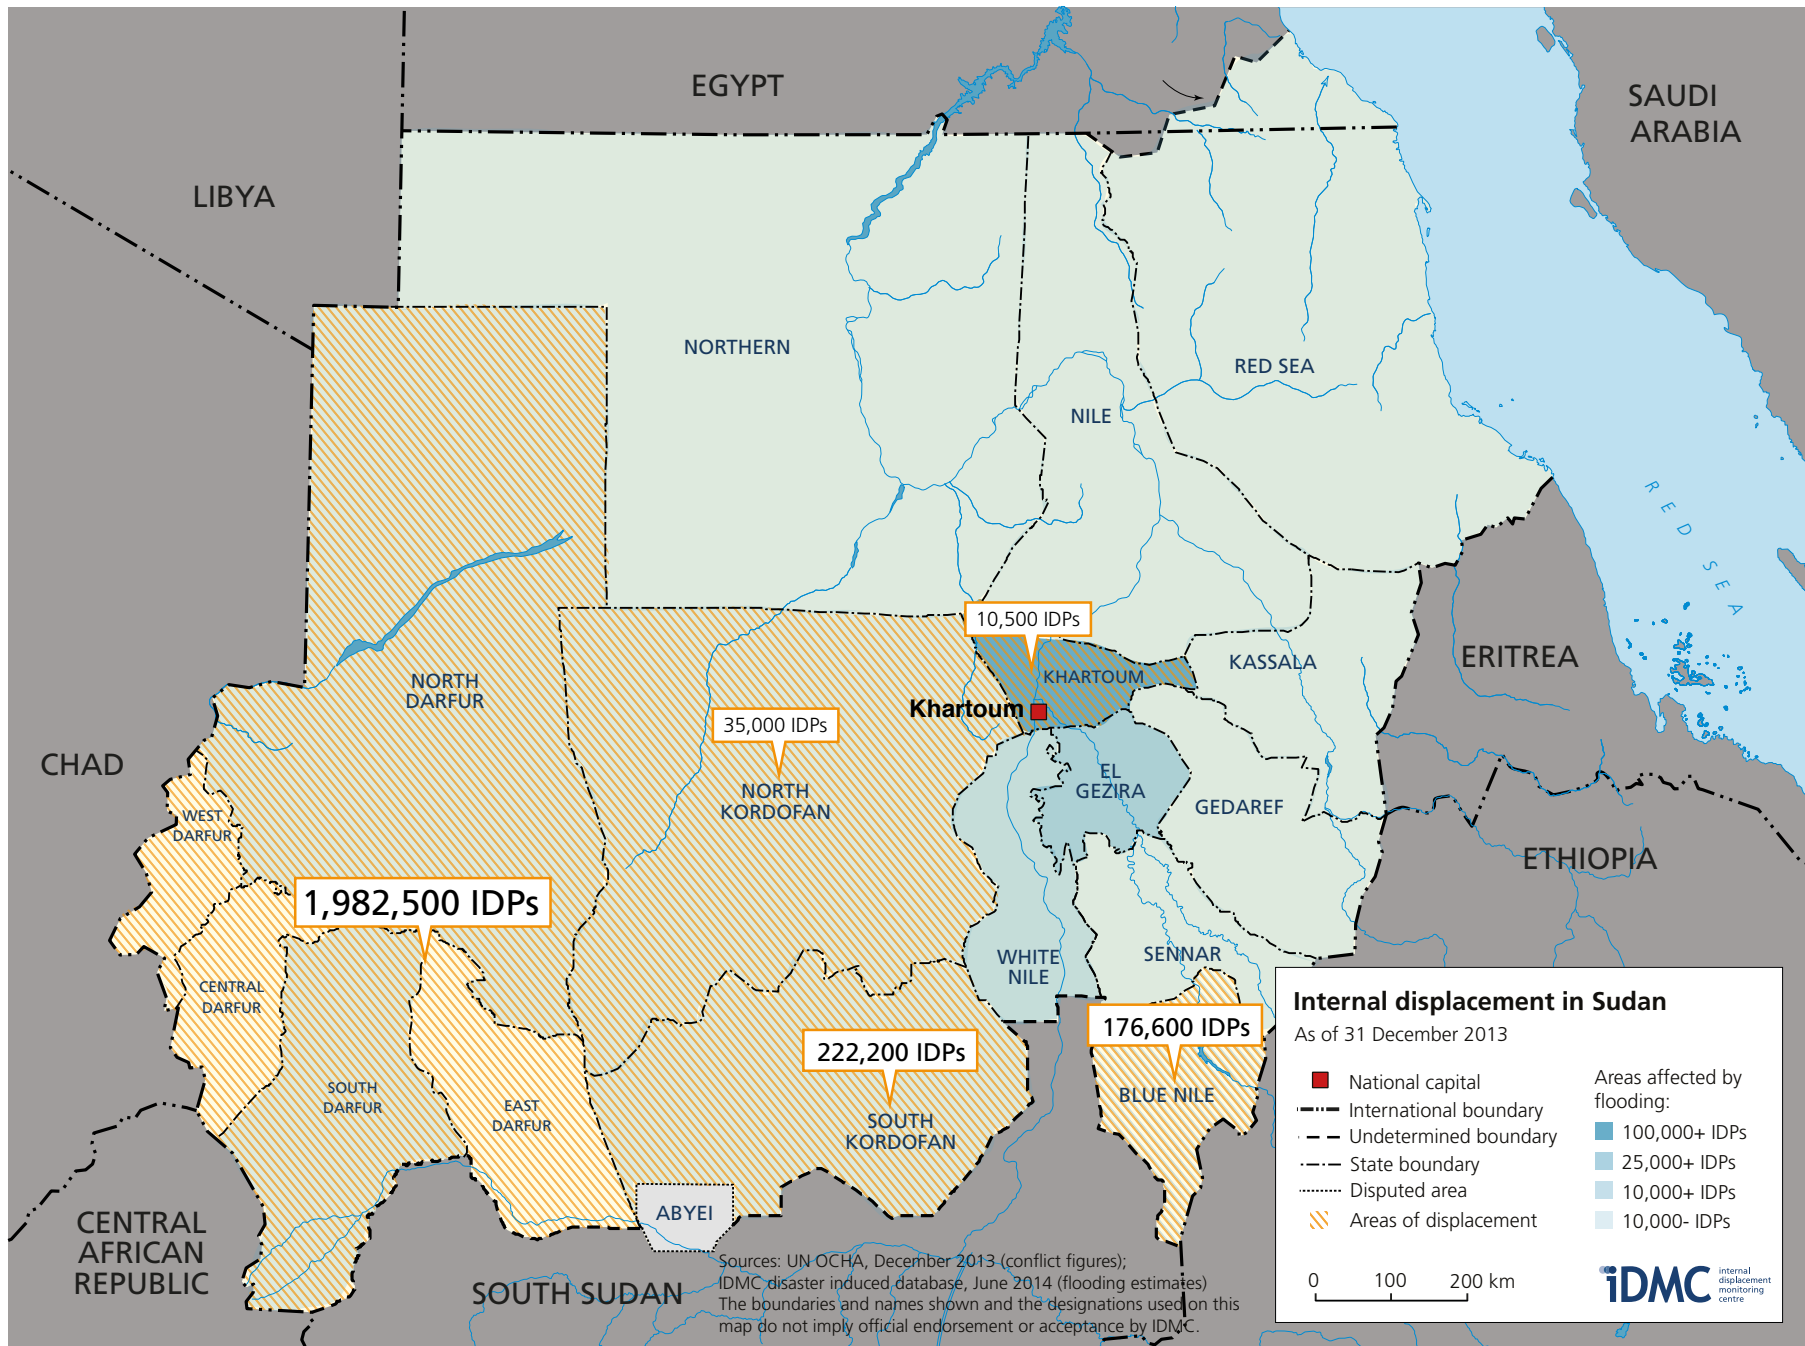 EGYPT
SAUDI
ARABIA
LIBYA
NORTHERN
RED SEA
NILE
RED SEA
10,500 IDPs
KHARTOUM
KASSALA
ERITREA
NORTH
DARFUR
Khartoum
35,000 IDPs
CHAD
EL
GEZIRA
NORTH
KORDOFAN
GEDAREF
WEST
DARFUR
ETHIOPIA
1,982,500 IDPs
WHITE
NILE
SENNAR
CENTRAL
DARFUR
176,600 IDPs
222,200 IDPs
BLUE NILE
SOUTH
DARFUR
EAST
DARFUR
SOUTH
KORDOFAN
ABYEI
CENTRAL
AFRICAN
REPUBLIC
SOUTH SUDAN
Sources: UN OCHA, December 2013 (conflict figures);
IDMC disaster induced database, June 2014 (flooding estimates)
The boundaries and names shown and the designations used on this
map do not imply official endorsement or acceptance by IDMC.
Internal displacement in Sudan
As of 31 December 2013
National capital
International boundary
Undetermined boundary
State boundary
Disputed area
Areas of displacement
Areas affected by
flooding:
100,000+ IDPs
25,000+ IDPs
10,000+ IDPs
10,000- IDPs
0 100 200 km
iDMC
internal
displacement
monitoring
centre